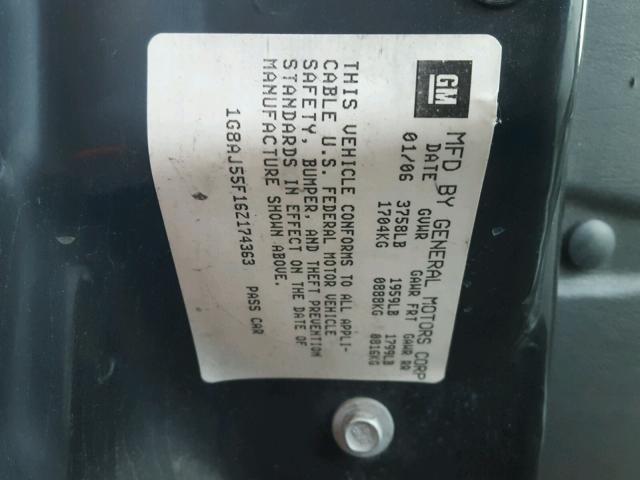 GM
MFD BY GENERAL MOTORS CORP
DATE GVWR GAWR FRT GAWR RR
01/06 3758LB 1959LB 1799LB
1704KG 0888KG 0816KG
THIS VEHICLE CONFORMS TO ALL APPLI-
CABLE U.S. FEDERAL MOTOR VEHICLE
SAFETY, BUMPER, AND THEFT PREVENTION
STANDARDS IN EFFECT ON THE DATE OF
MANUFACTURE SHOWN ABOVE.
1G8AJ55F16Z174363 PASS CAR